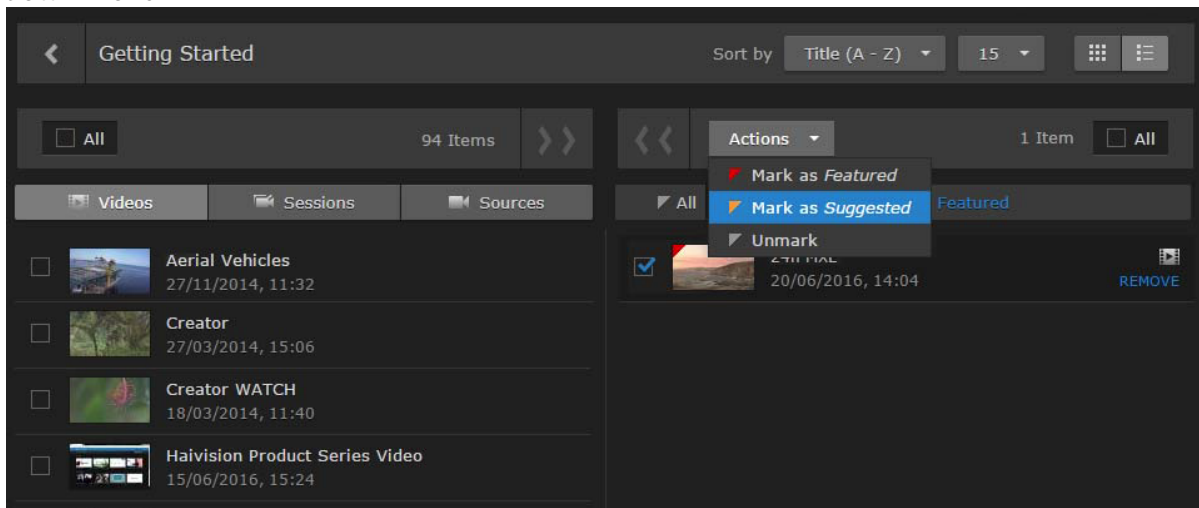 Getting Started
Sort by Title (A - Z) 15
All 94 Items
Actions 1 Item All
Mark as Featured
Videos Sessions Sources
All Mark as Suggested Featured
Unmark
Aerial Vehicles
27/11/2014, 11:32
20/06/2016, 14:04
REMOVE
Creator
27/03/2014, 15:06
Creator WATCH
18/03/2014, 11:40
Haivision Product Series Video
15/06/2016, 15:24